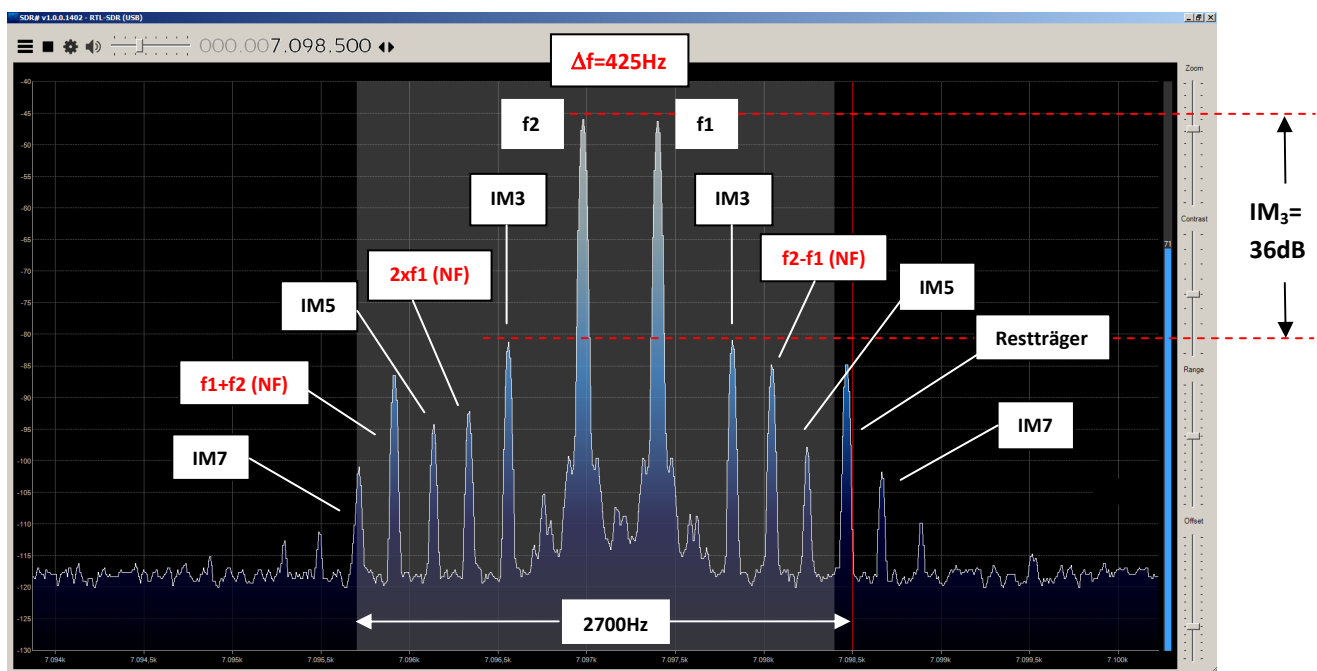 SDR# v1.0.0.1402 - RTL-SDR (USB)
000.007.098.500
Δf=425Hz
Zoom
f2
f1
IM3
IM3
IM₃=
36dB
Contrast
71
2xf1 (NF)
f2-f1 (NF)
IM5
IM5
Restträger
f1+f2 (NF)
Range
IM7
IM7
Offset
2700Hz
-40
-45
-50
-55
-60
-65
-70
-75
-80
-85
-90
-95
-100
-105
-110
-115
-120
-125
-130
7.094k
7.094,5k
7.095k
7.095,5k
7.096k
7.096,5k
7.097k
7.097,5k
7.098k
7.098,5k
7.099k
7.099,5k
7.100k